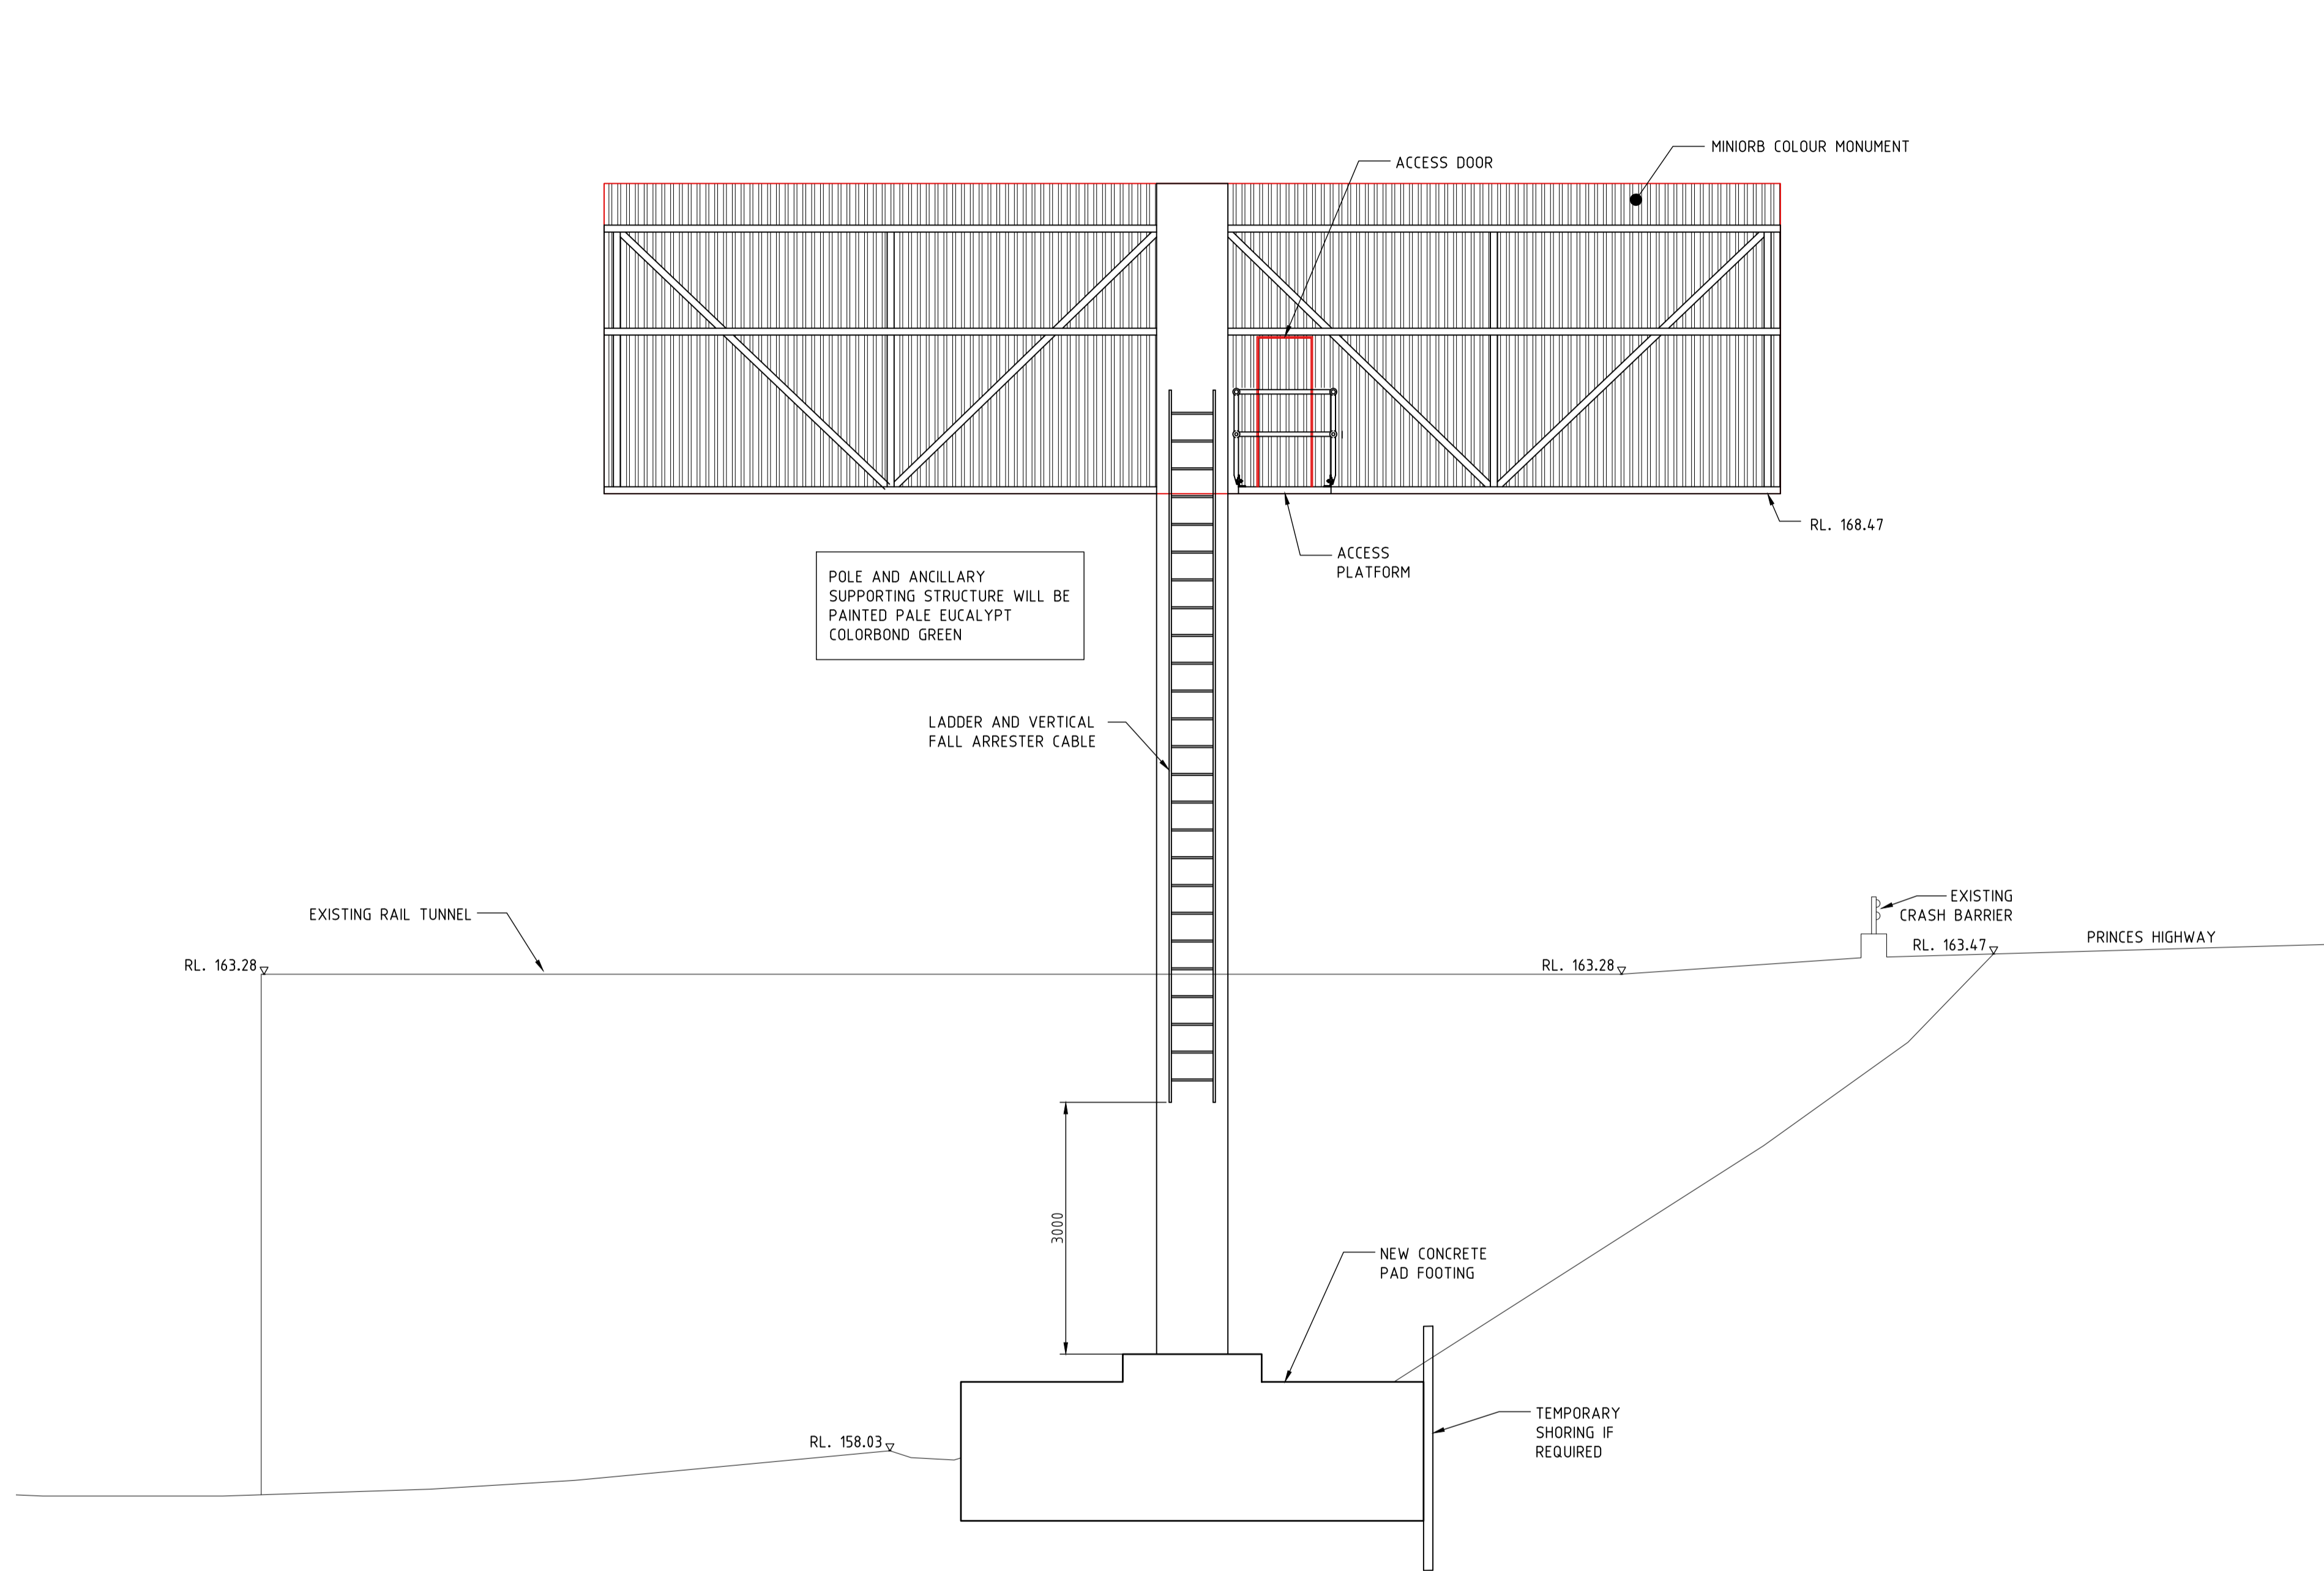 MINIORB COLOUR MONUMENT
ACCESS DOOR
RL. 168.47
ACCESS
PLATFORM
POLE AND ANCILLARY
SUPPORTING STRUCTURE WILL BE
PAINTED PALE EUCALYPT
COLORBOND GREEN
LADDER AND VERTICAL
FALL ARRESTER CABLE
EXISTING RAIL TUNNEL
EXISTING
CRASH BARRIER
PRINCES HIGHWAY
RL. 163.28
RL. 163.28
RL. 163.47
3000
NEW CONCRETE
PAD FOOTING
TEMPORARY
SHORING IF
REQUIRED
RL. 158.03